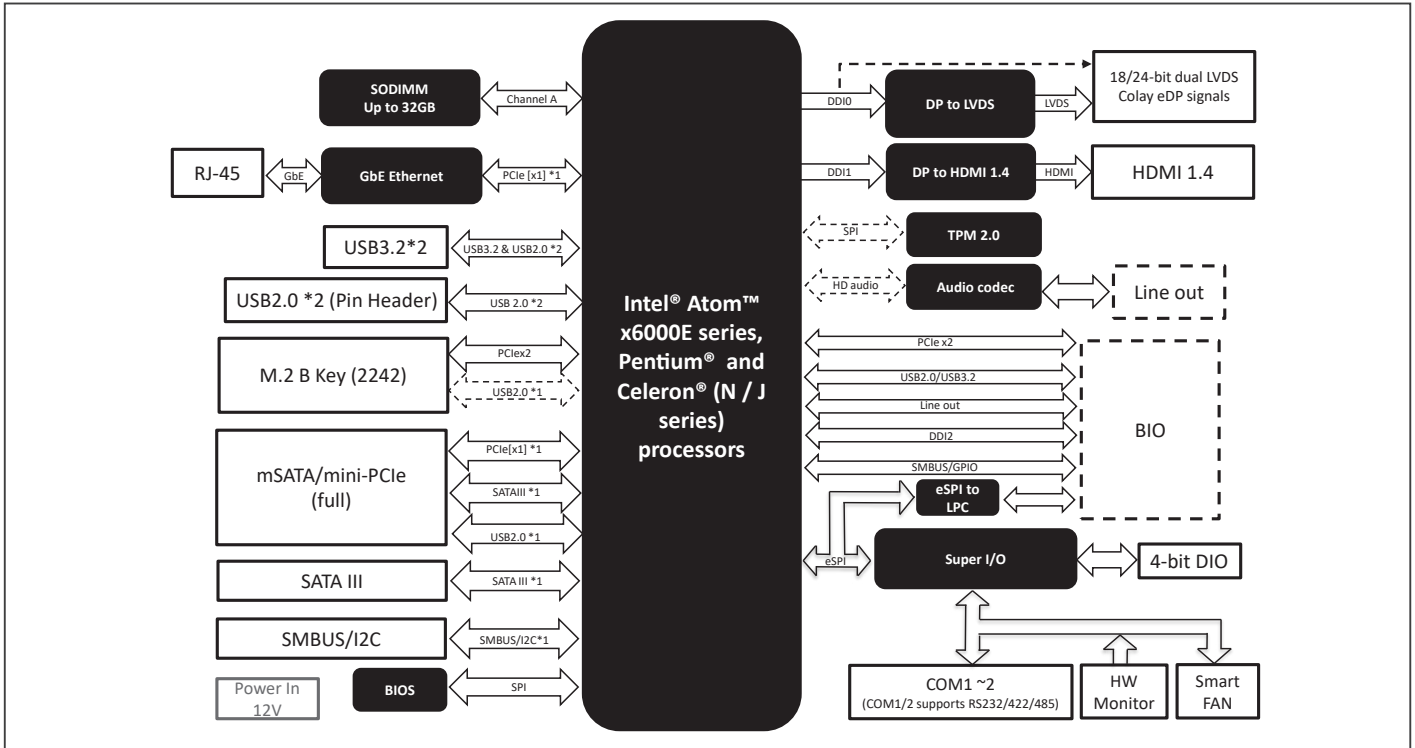 SODIMM
Up to 32GB
Channel A
RJ-45
GbE
GbE Ethernet
PCIe [x1] *1
USB3.2*2
USB3.2 & USB2.0 *2
USB2.0 *2 (Pin Header)
USB 2.0 *2
M.2 B Key (2242)
PCIex2
USB2.0 *1
mSATA/mini-PCIe
(full)
PCIe[x1] *1
SATAIII *1
USB2.0 *1
SATA III
SATA III *1
SMBUS/I2C
SMBUS/I2C*1
Power In
12V
BIOS
SPI
Intel® Atom™
x6000E series,
Pentium® and
Celeron® (N / J
series)
processors
DDI0
DP to LVDS
LVDS
18/24-bit dual LVDS
Colay eDP signals
DDI1
DP to HDMI 1.4
HDMI
HDMI 1.4
SPI
TPM 2.0
HD audio
Audio codec
Line out
PCIe x2
USB2.0/USB3.2
Line out
DDI2
SMBUS/GPIO
BIO
eSPI to
LPC
eSPI
Super I/O
4-bit DIO
COM1 ~2
(COM1/2 supports RS232/422/485)
HW
Monitor
Smart
FAN